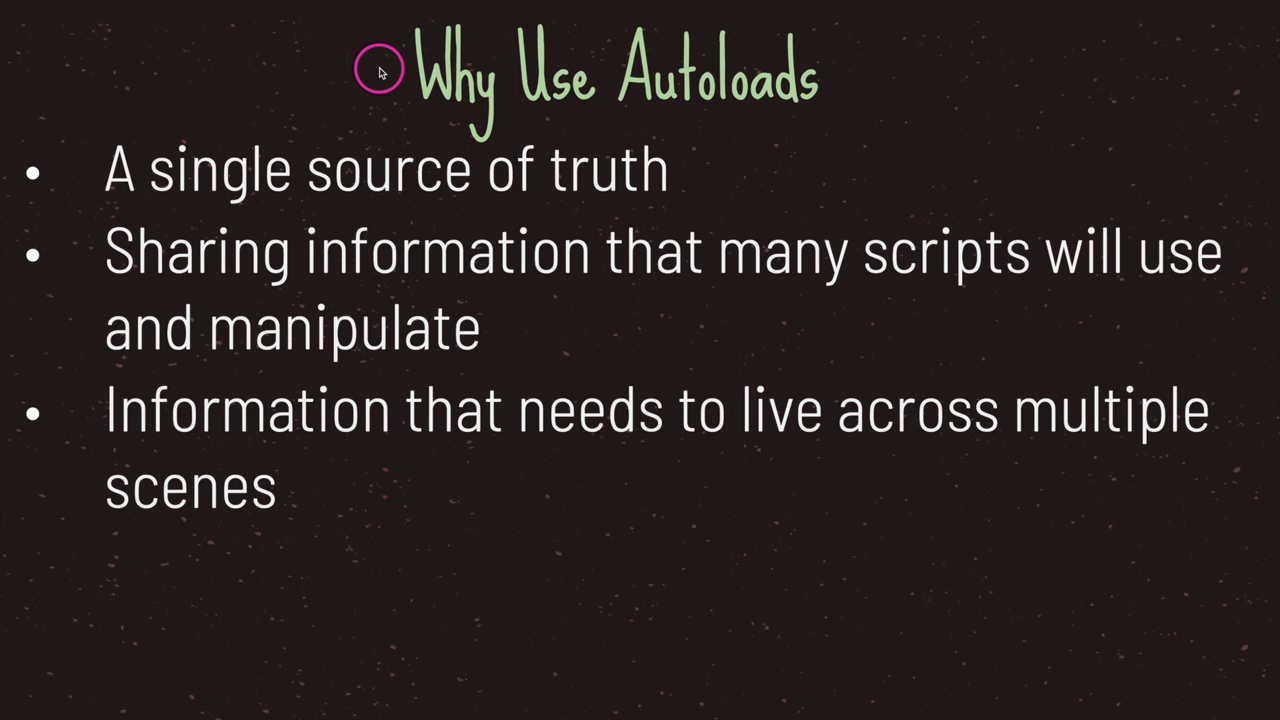 Why Use Autoloads
• A single source of truth
• Sharing information that many scripts will use
and manipulate
• Information that needs to live across multiple
scenes